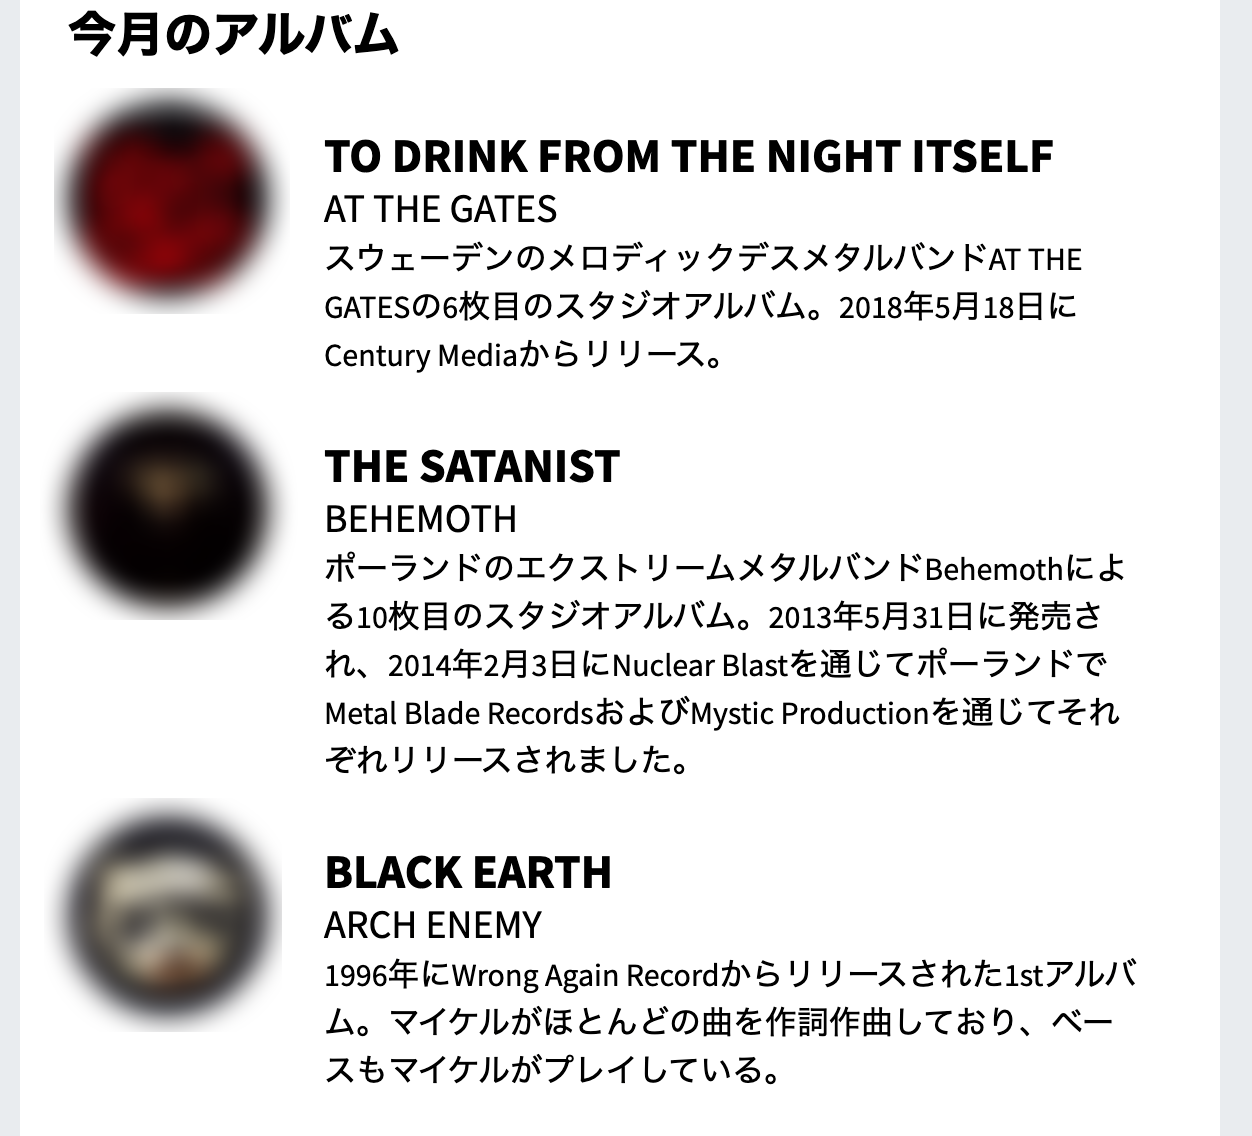 今月のアルバム
TO DRINK FROM THE NIGHT ITSELF
AT THE GATES
スウェーデンのメロディックデスメタルバンドAT THE
GATESの6枚目のスタジオアルバム。2018年5月18日に
Century Mediaからリリース。
THE SATANIST
BEHEMOTH
ポーランドのエクストリームメタルバンドBehemothによ
る10枚目のスタジオアルバム。2013年5月31日に発売さ
れ、2014年2月3日にNuclear Blastを通じてポーランドで
Metal Blade RecordsおよびMystic Productionを通じてそれ
ぞれリリースされました。
BLACK EARTH
ARCH ENEMY
1996年にWrong Again Recordからリリースされた1stアルバ
ム。マイケルがほとんどの曲を作詞作曲しており、ベー
スもマイケルがプレイしている。